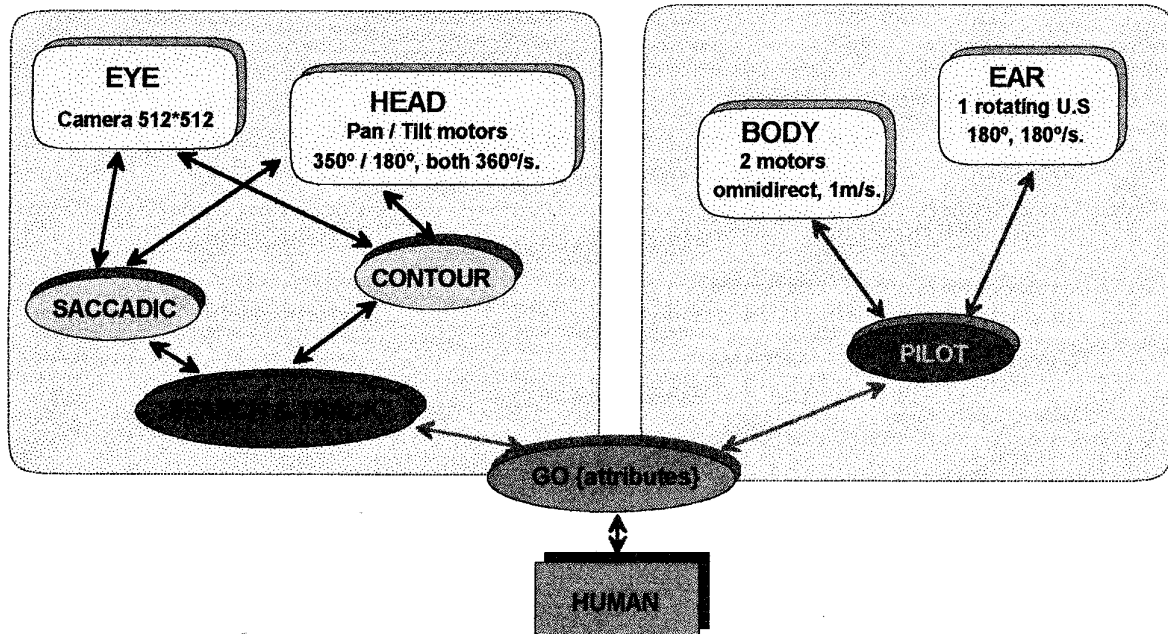 EYE
Camera 512*512
HEAD
Pan / Tilt motors
350º / 180º, both 360º/s.
SACCADIC
CONTOUR
GO {attributes}
HUMAN
BODY
2 motors
omnidirect, 1m/s.
EAR
1 rotating U.S
180º, 180º/s.
PILOT